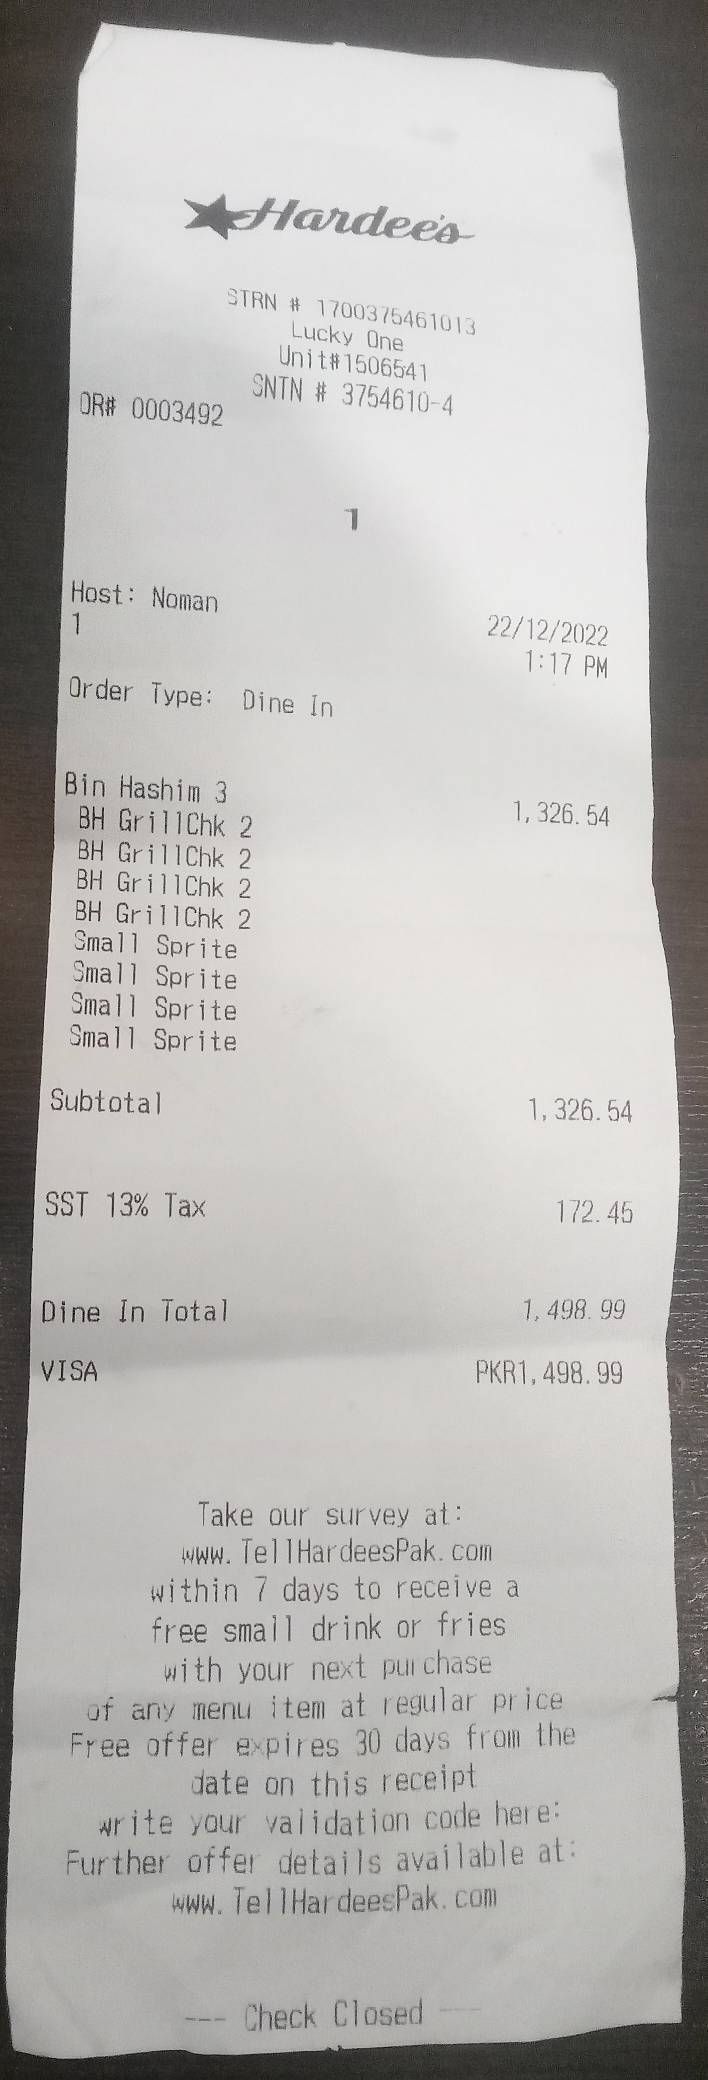 Hardee's
STRN # 1700375461013
Lucky One
Unit#1506541
SNTN # 3754610-4
OR# 0003492
1
Host: Noman
22/12/2022
1
1:17 PM
Order Type: Dine In
Bin Hashim 3 1,326.54
BH GrillChk 2
BH GrillChk 2
BH GrillChk 2
BH GrillChk 2
Small Sprite
Small Sprite
Small Sprite
Small Sprite
Subtotal 1,326.54
SST 13% Tax 172.45
Dine In Total 1,498.99
VISA PKR1,498.99
Take our survey at:
www.TellHardeesPak.com
within 7 days to receive a
free small drink or fries
with your next purchase
of any menu item at regular price
Free offer expires 30 days from the
date on this receipt
write your validation code here:
Further offer details available at:
www.TellHardeesPak.com
--- Check Closed ---